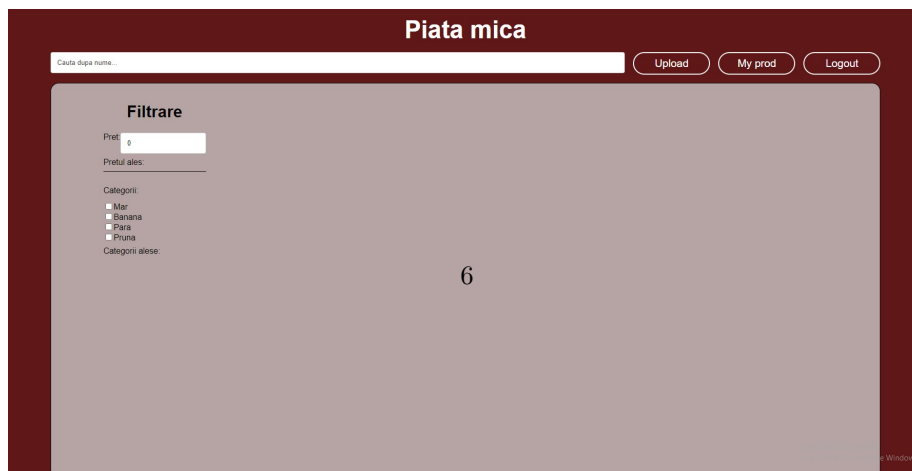 Piata mica
Cauta dupa nume...
Upload
My prod
Logout
Filtrare
Pret:
0
Pretul ales:
Categorii:
Mar
Banana
Para
Pruna
Categorii alese:
6
Window